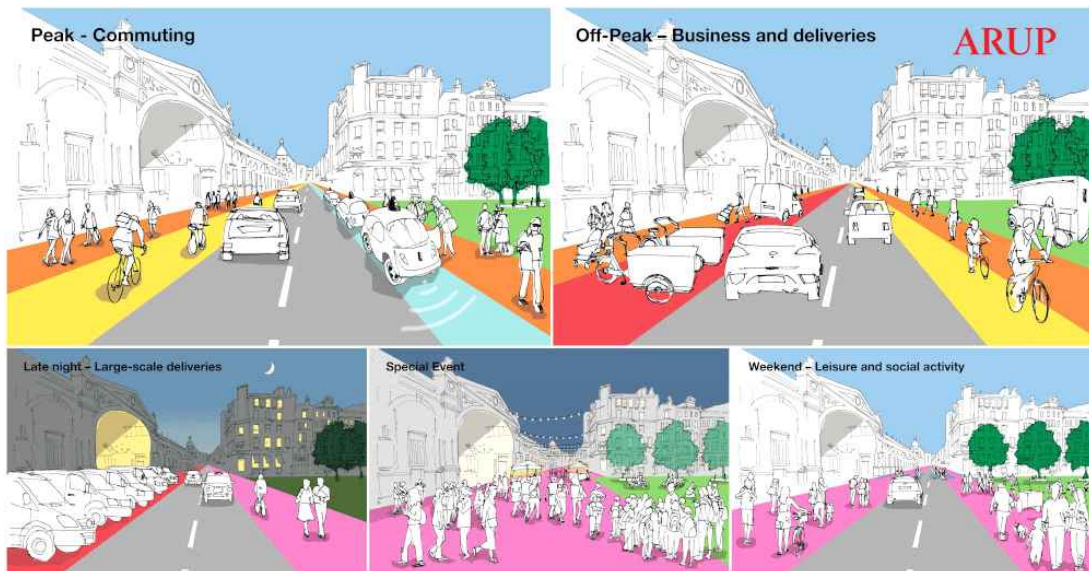 Peak - Commuting
Off-Peak – Business and deliveries
ARUP
Late night – Large-scale deliveries
Special Event
Weekend – Leisure and social activity